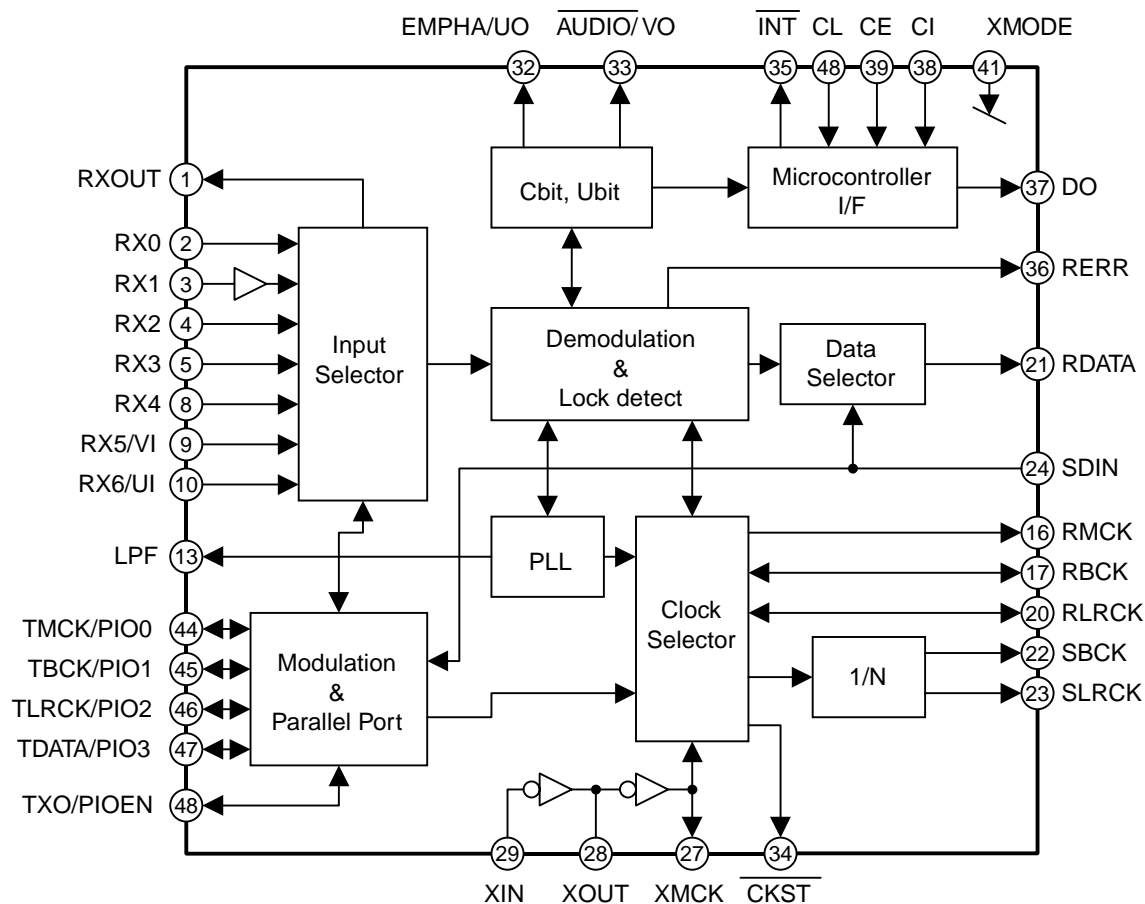 EMPHA/UO AUDIO/VO INT CL CE CI XMODE
32 33 35 48 39 38 41
RXOUT 1
Cbit, Ubit
Microcontroller
I/F
37 DO
RX0 2
RX1 3
RX2 4
RX3 5
RX4 8
RX5/VI 9
RX6/UI 10
Input
Selector
36 RERR
Demodulation
&
Lock detect
Data
Selector
21 RDATA
24 SDIN
LPF 13
PLL
Clock
Selector
16 RMCK
17 RBCK
20 RLRCK
22 SBCK
23 SLRCK
1/N
TMCK/PIO0 44
TBCK/PIO1 45
TLRCK/PIO2 46
TDATA/PIO3 47
TXO/PIOEN 48
Modulation
&
Parallel Port
29 28 27 34
XIN XOUT XMCK CKST